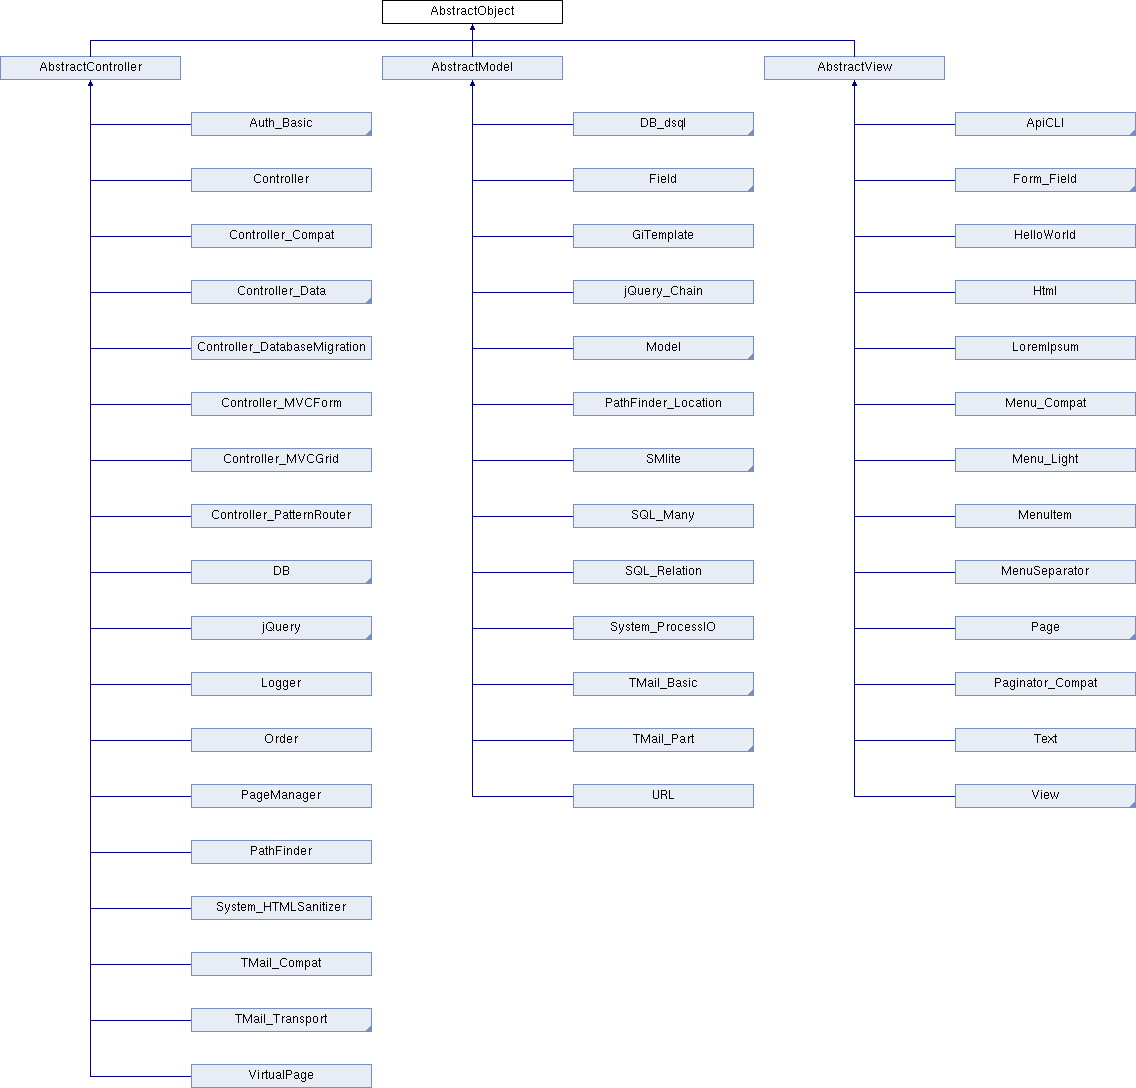 AbstractObject
AbstractController
AbstractModel
AbstractView
Auth_Basic
DB_dsql
ApiCLI
Controller
Field
Form_Field
Controller_Compat
GiTemplate
HelloWorld
Controller_Data
jQuery_Chain
Html
Controller_DatabaseMigration
Model
LoremIpsum
Controller_MVCForm
PathFinder_Location
Menu_Compat
Controller_MVCGrid
SMlite
Menu_Light
Controller_PatternRouter
SQL_Many
MenuItem
DB
SQL_Relation
MenuSeparator
jQuery
System_ProcessIO
Page
Logger
TMail_Basic
Paginator_Compat
Order
TMail_Part
Text
PageManager
URL
View
PathFinder
System_HTMLSanitizer
TMail_Compat
TMail_Transport
VirtualPage